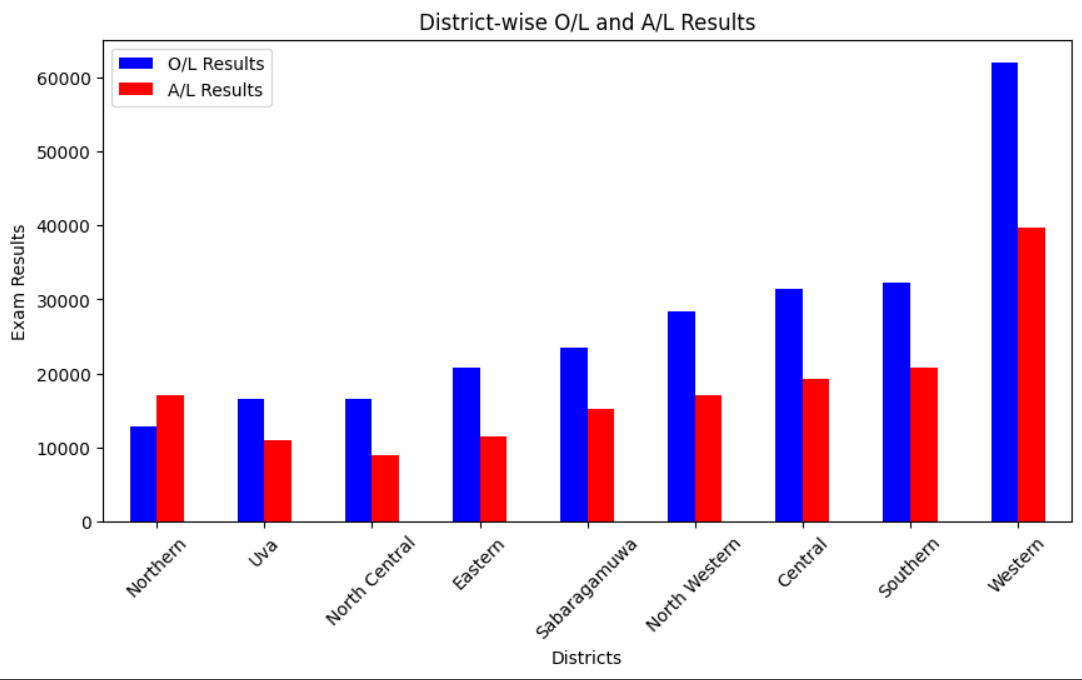 District-wise O/L and A/L Results
O/L Results
A/L Results
Exam Results
60000
50000
40000
30000
20000
10000
0
Northern
Uva
North Central
Eastern
Sabaragamuwa
North Western
Central
Southern
Western
Districts